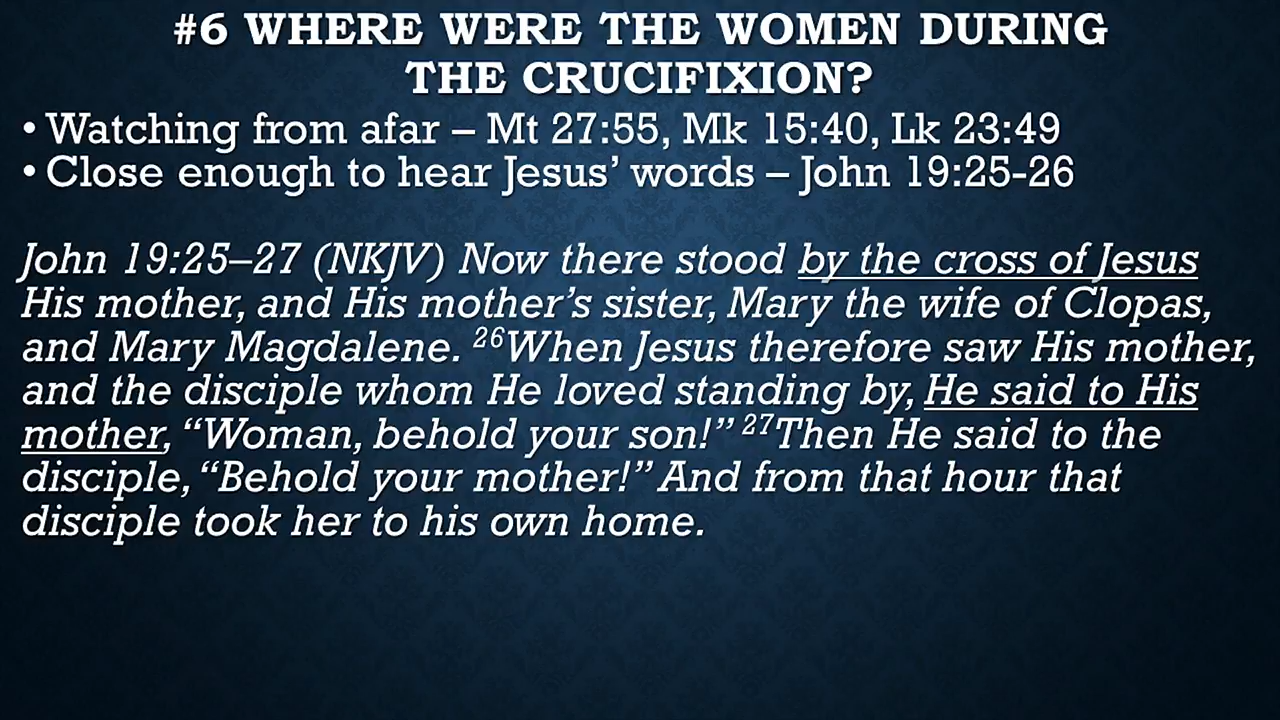 #6 WHERE WERE THE WOMEN DURING
THE CRUCIFIXION?
• Watching from afar – Mt 27:55, Mk 15:40, Lk 23:49
• Close enough to hear Jesus’ words – John 19:25-26
John 19:25–27 (NKJV) Now there stood by the cross of Jesus
His mother, and His mother’s sister, Mary the wife of Clopas,
and Mary Magdalene. ²⁶When Jesus therefore saw His mother,
and the disciple whom He loved standing by, He said to His
mother, “Woman, behold your son!” ²⁷Then He said to the
disciple, “Behold your mother!” And from that hour that
disciple took her to his own home.